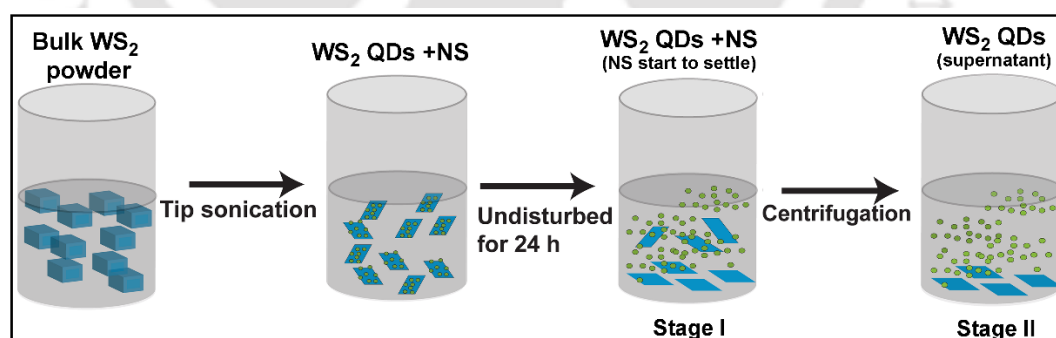 Bulk WS₂
powder
Tip sonication
WS₂ QDs +NS
Undisturbed
for 24 h
WS₂ QDs +NS
(NS start to settle)
Stage I
Centrifugation
WS₂ QDs
(supernatant)
Stage II